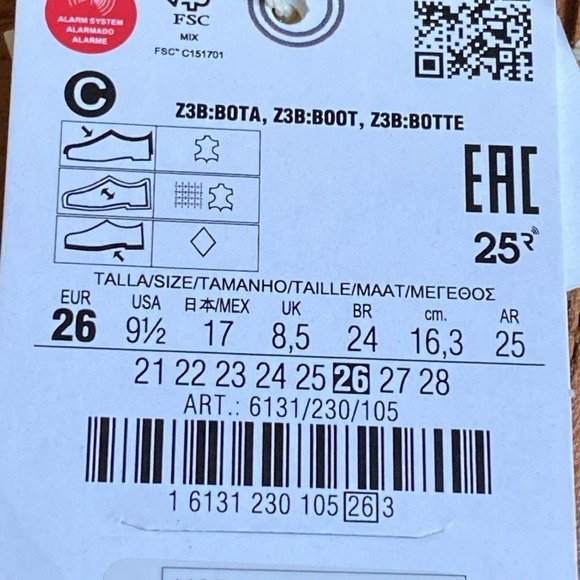 ALARM SYSTEM
ALARMADO
ALARME
FSC
MIX
FSC™ C151701
C
Z3B:BOTA, Z3B:BOOT, Z3B:BOTTE
EAC
25R
TALLA/SIZE/TAMANHO/TAILLE/MAAT/ΜΕΓΕΘΟΣ
EUR USA 日本/MEX UK BR cm. AR
26 9½ 17 8,5 24 16,3 25
21 22 23 24 25 26 27 28
ART.: 6131/230/105
1 6131 230 105 26 3